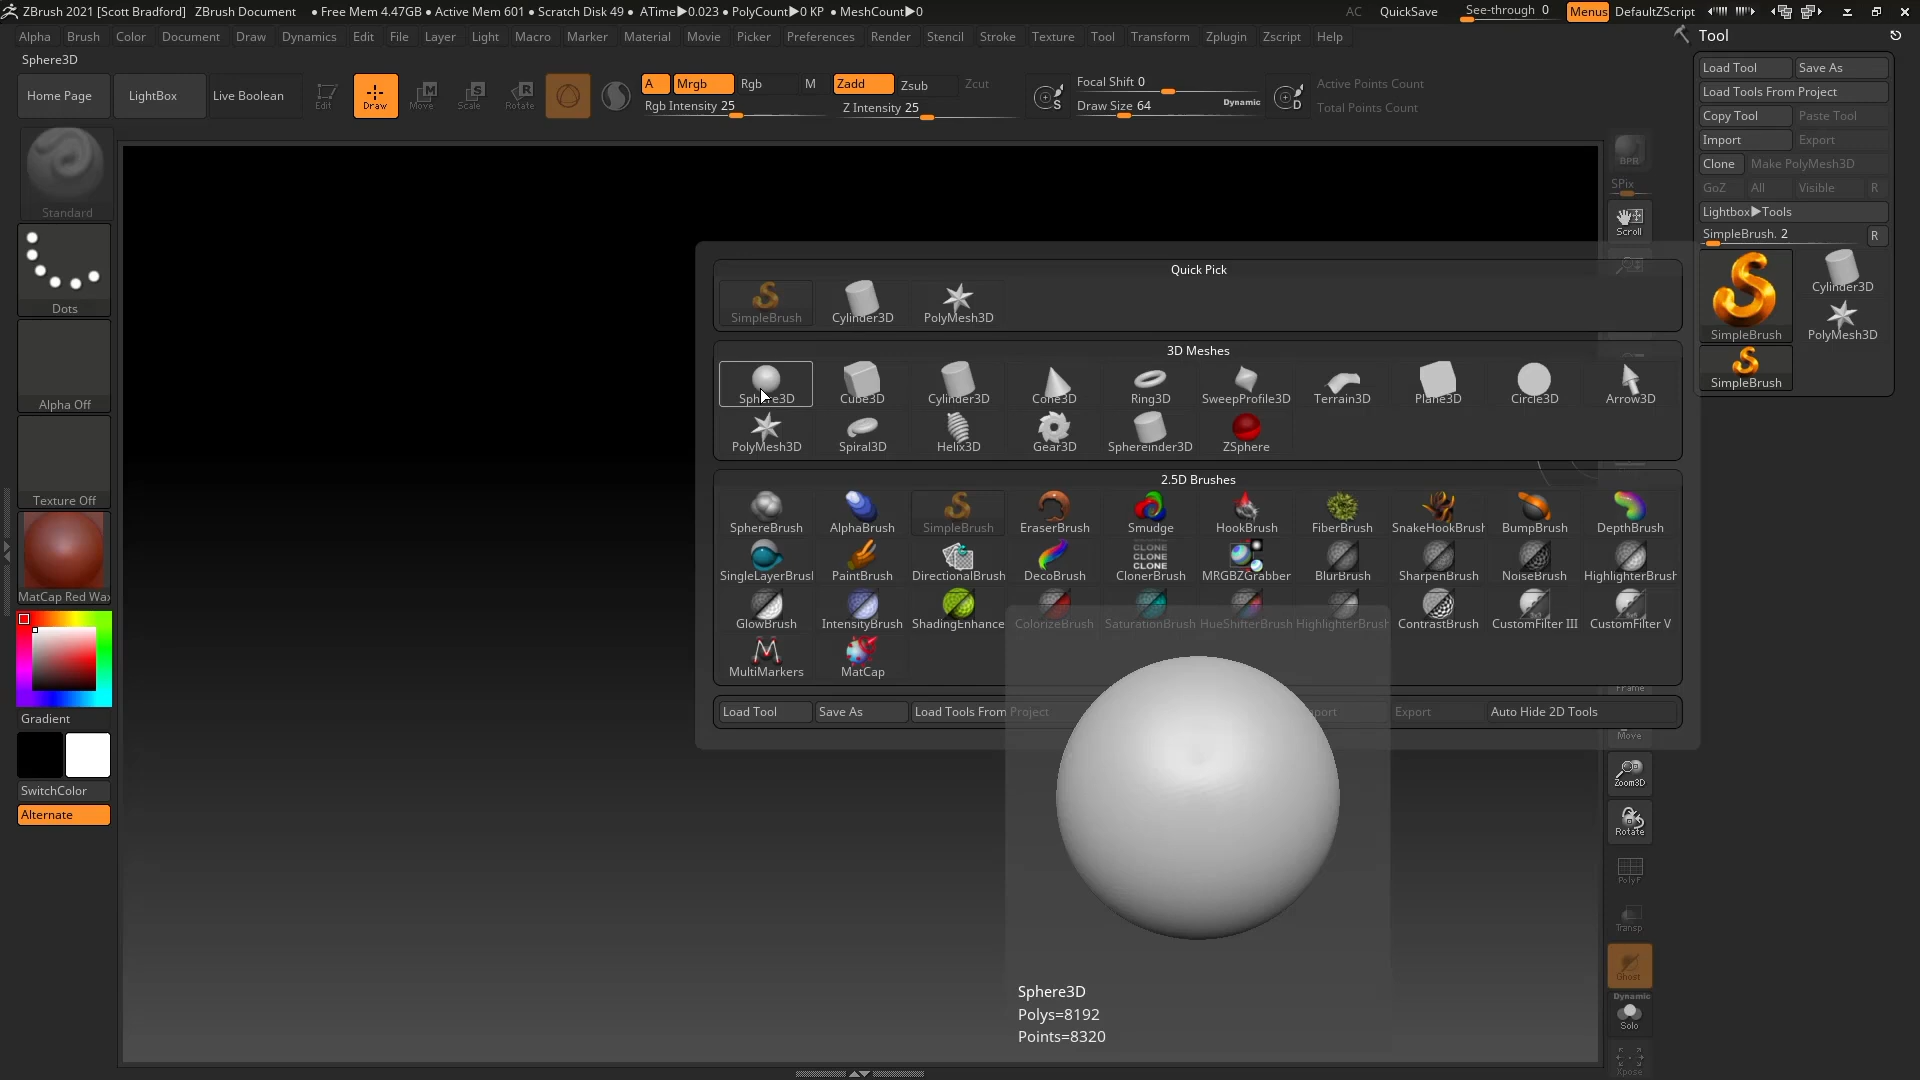 ZBrush 2021 [Scott Bradford] ZBrush Document • Free Mem 4.47GB • Active Mem 601 • Scratch Disk 49 • ATime▶0.023 • PolyCount▶0 KP • MeshCount▶0 AC QuickSave See-through 0 Menus DefaultZScript
Alpha Brush Color Document Draw Dynamics Edit File Layer Light Macro Marker Material Movie Picker Preferences Render Stencil Stroke Texture Tool Transform Zplugin Zscript Help
Sphere3D
Home Page LightBox Live Boolean Edit Draw Move Scale Rotate
A Mrgb Rgb M Zadd Zsub Zcut
Rgb Intensity 25 Z Intensity 25
S Focal Shift 0
Draw Size 64 Dynamic D
Active Points Count
Total Points Count
Standard
Dots
Alpha Off
Texture Off
MatCap Red Wax
Gradient
SwitchColor
Alternate
Quick Pick
SimpleBrush Cylinder3D PolyMesh3D
3D Meshes
Sphere3D Cube3D Cylinder3D Cone3D Ring3D SweepProfile3D Terrain3D Plane3D Circle3D Arrow3D
PolyMesh3D Spiral3D Helix3D Gear3D Sphereinder3D ZSphere
2.5D Brushes
SphereBrush AlphaBrush SimpleBrush EraserBrush Smudge HookBrush FiberBrush SnakeHookBrush BumpBrush DepthBrush
CLONE
CLONE
CLONE
SingleLayerBrusl PaintBrush DirectionalBrush DecoBrush ClonerBrush MRGBZGrabber BlurBrush SharpenBrush NoiseBrush HighlighterBrush
GlowBrush IntensityBrush ShadingEnhance ColorizeBrush SaturationBrush HueShifterBrush HighlighterBrush ContrastBrush CustomFilter III CustomFilter V
MultiMarkers MatCap
Load Tool Save As Load Tools From Project port Export Auto Hide 2D Tools
Sphere3D
Polys=8192
Points=8320
BPR
SPix
Scroll
Frame
Move
Zoom3D
Rotate
PolyF
Transp
Ghost
Dynamic
Solo
Xpose
Tool
Load Tool Save As
Load Tools From Project
Copy Tool Paste Tool
Import Export
Clone Make PolyMesh3D
GoZ All Visible R
Lightbox▶Tools
SimpleBrush. 2 R
SimpleBrush Cylinder3D
PolyMesh3D
SimpleBrush